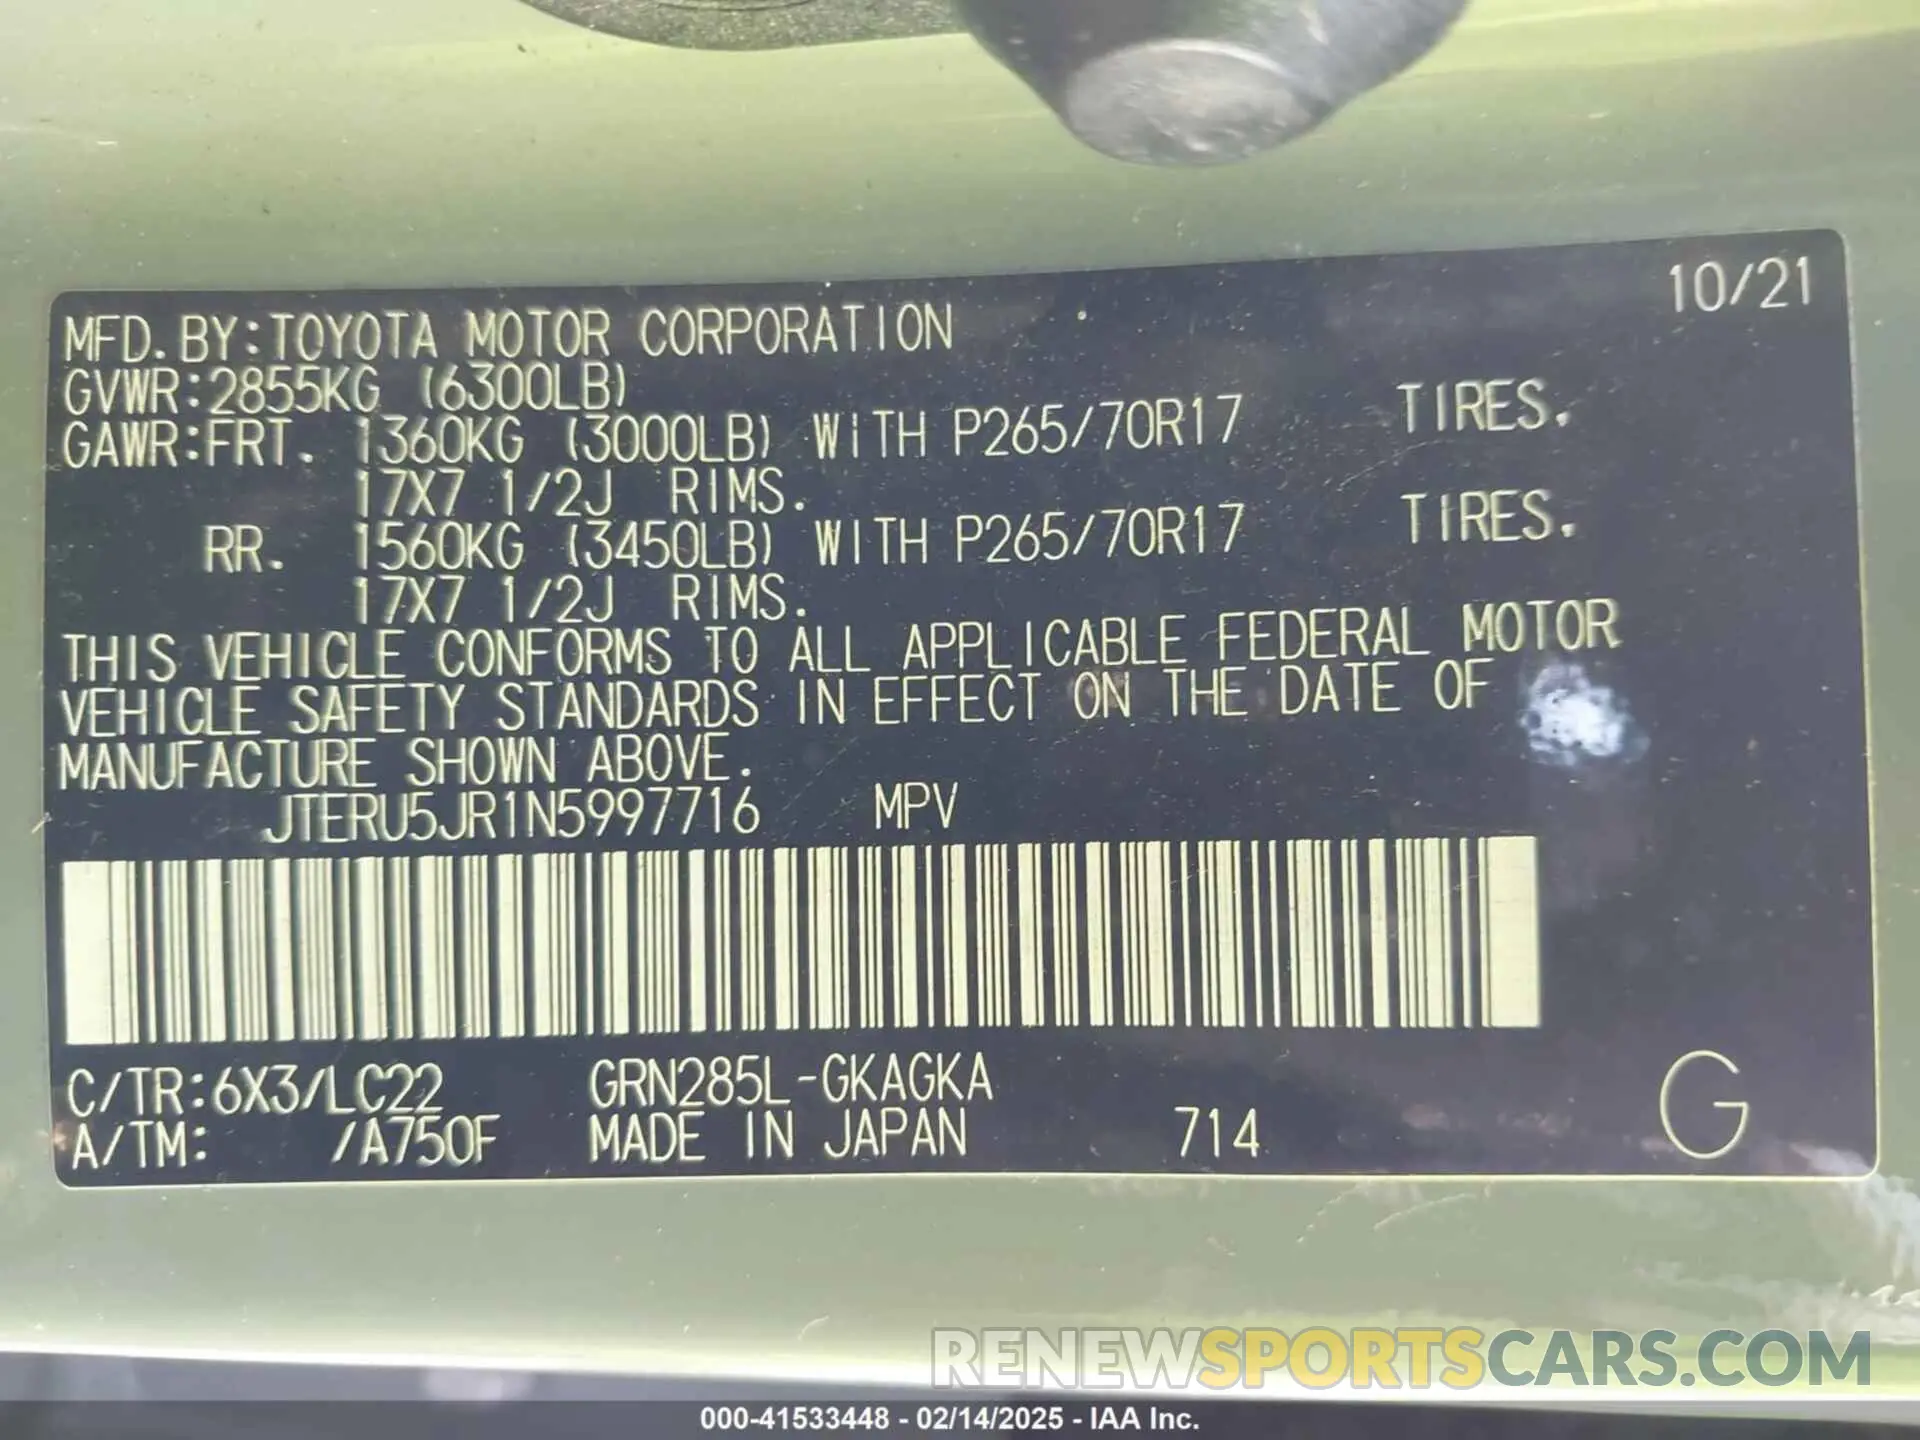 10/21
MFD.BY:TOYOTA MOTOR CORPORATION
GVWR:2855KG (6300LB)
GAWR:FRT. 1360KG (3000LB) WITH P265/70R17 TIRES.
17X7 1/2J RIMS.
RR. 1560KG (3450LB) WITH P265/70R17 TIRES.
17X7 1/2J RIMS.
THIS VEHICLE CONFORMS TO ALL APPLICABLE FEDERAL MOTOR
VEHICLE SAFETY STANDARDS IN EFFECT ON THE DATE OF
MANUFACTURE SHOWN ABOVE.
JTERU5JR1N5997716 MPV
C/TR:6X3/LC22 GRN285L-GKAGKA
A/TM: /A750F MADE IN JAPAN 714 G
RENEWSPORTSCARS.COM
000-41533448 - 02/14/2025 - IAA Inc.